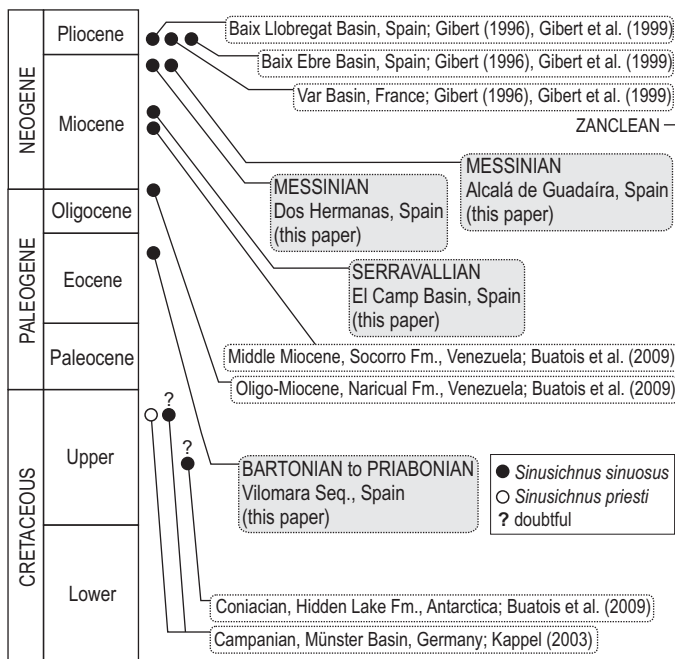 NEOGENE
PALEOGENE
CRETACEOUS
Pliocene
Miocene
Oligocene
Eocene
Paleocene
Upper
Lower
Baix Llobregat Basin, Spain; Gibert (1996), Gibert et al. (1999)
Baix Ebre Basin, Spain; Gibert (1996), Gibert et al. (1999)
Var Basin, France; Gibert (1996), Gibert et al. (1999)
ZANCLEAN
MESSINIAN
Alcalá de Guadaíra, Spain
(this paper)
MESSINIAN
Dos Hermanas, Spain
(this paper)
SERRAVALLIAN
El Camp Basin, Spain
(this paper)
Middle Miocene, Socorro Fm., Venezuela; Buatois et al. (2009)
Oligo-Miocene, Naricual Fm., Venezuela; Buatois et al. (2009)
?
?
BARTONIAN to PRIABONIAN
Vilomara Seq., Spain
(this paper)
Sinusichnus sinuosus
Sinusichnus priesti
? doubtful
Coniacian, Hidden Lake Fm., Antarctica; Buatois et al. (2009)
Campanian, Münster Basin, Germany; Kappel (2003)